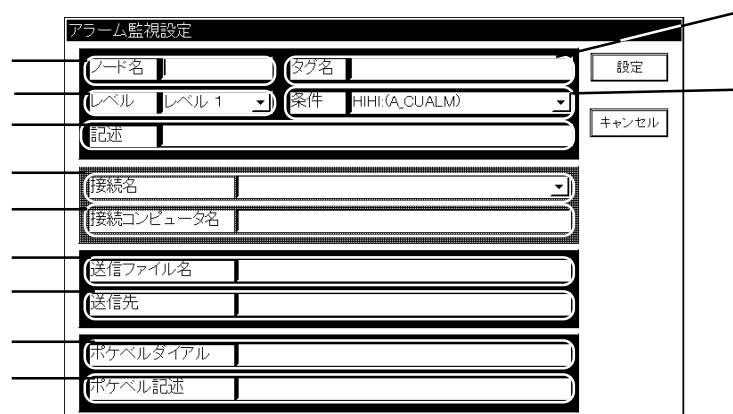 アラーム監視設定
ノード名 タグ名 設定
レベル レベル 1 条件 HIHI:(A_CUALM)
キャンセル
記述
接続名
接続コンピュータ名
送信ファイル名
送信先
ポケベルダイアル
ポケベル記述